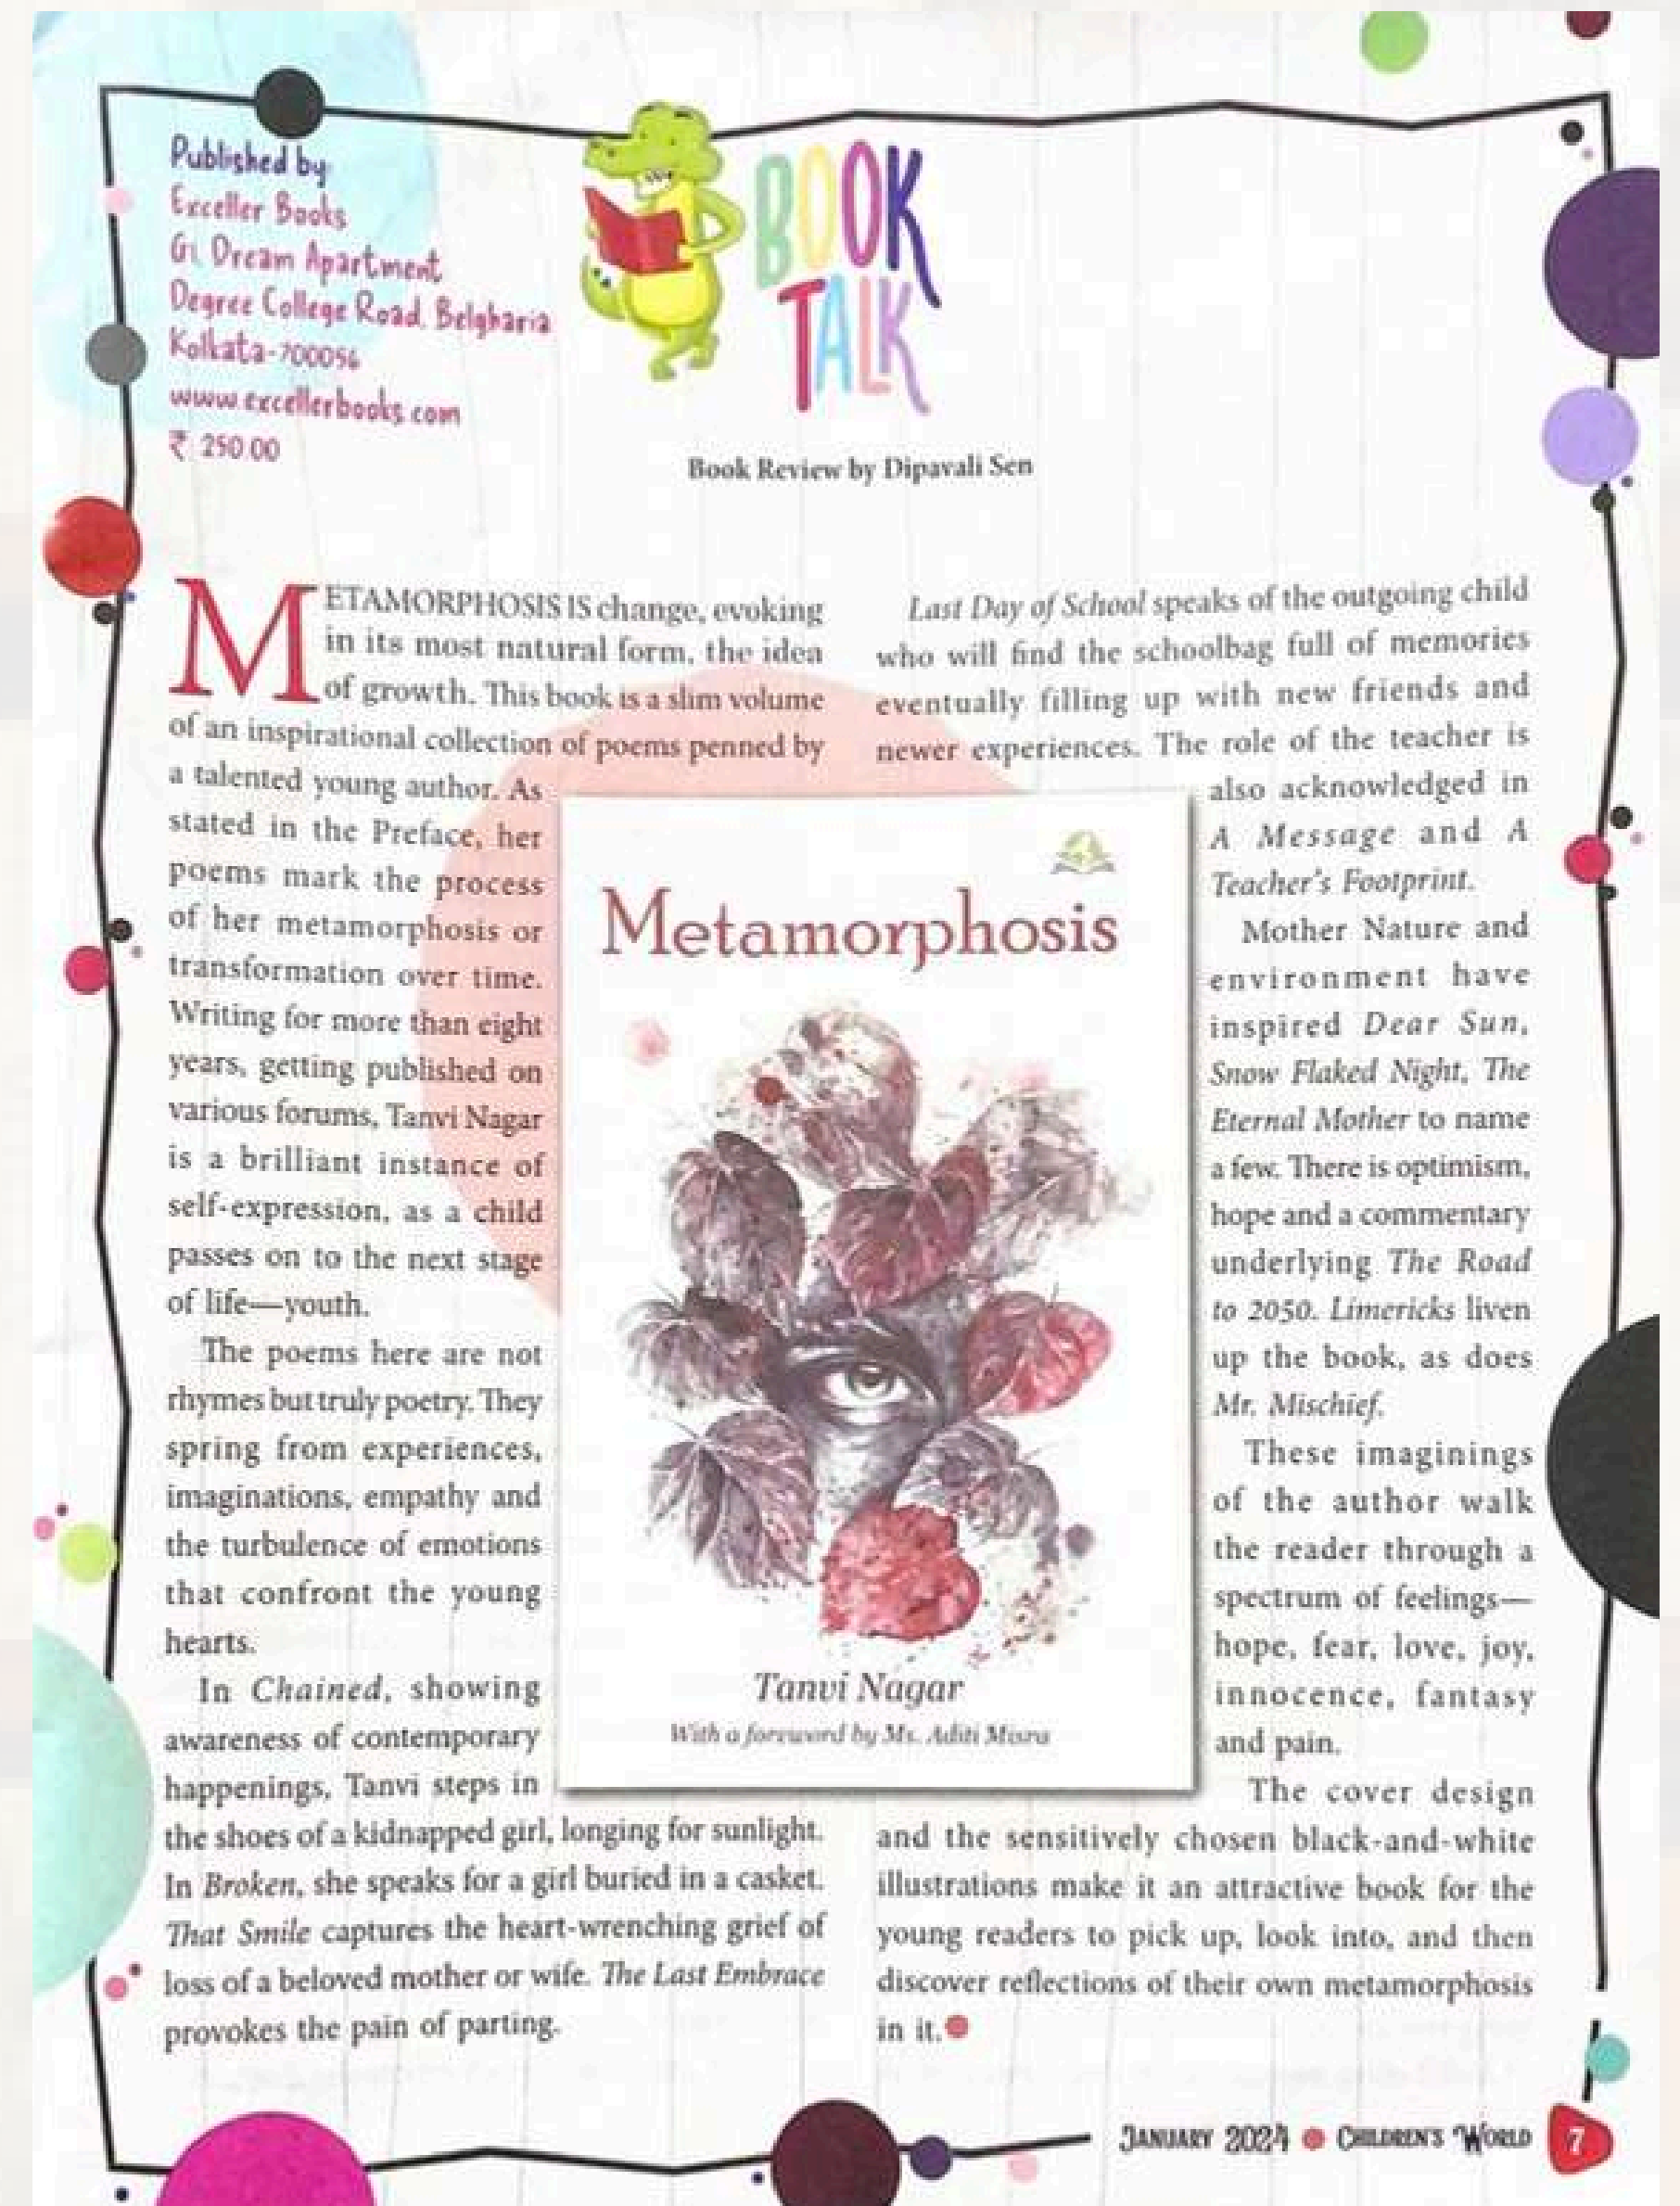 Published by
Exceller Books
G1, Dream Apartment
Degree College Road, Belgharia
Kolkata-700056
www.excellerbooks.com
₹ 250.00
BOOK
TALK
Book Review by Dipavali Sen
METAMORPHOSIS IS change, evoking
in its most natural form, the idea
of growth. This book is a slim volume
of an inspirational collection of poems penned by
a talented young author. As
stated in the Preface, her
poems mark the process
of her metamorphosis or
transformation over time.
Writing for more than eight
years, getting published on
various forums, Tanvi Nagar
is a brilliant instance of
self-expression, as a child
passes on to the next stage
of life—youth.
The poems here are not
rhymes but truly poetry. They
spring from experiences,
imaginations, empathy and
the turbulence of emotions
that confront the young
hearts.
In Chained, showing
awareness of contemporary
happenings, Tanvi steps in
the shoes of a kidnapped girl, longing for sunlight.
In Broken, she speaks for a girl buried in a casket.
That Smile captures the heart-wrenching grief of
loss of a beloved mother or wife. The Last Embrace
provokes the pain of parting.
Metamorphosis
Tanvi Nagar
With a foreword by Ms. Aditi Misra
Last Day of School speaks of the outgoing child
who will find the schoolbag full of memories
eventually filling up with new friends and
newer experiences. The role of the teacher is
also acknowledged in
A Message and A
Teacher's Footprint.
Mother Nature and
environment have
inspired Dear Sun,
Snow Flaked Night, The
Eternal Mother to name
a few. There is optimism,
hope and a commentary
underlying The Road
to 2050. Limericks liven
up the book, as does
Mr. Mischief.
These imaginings
of the author walk
the reader through a
spectrum of feelings—
hope, fear, love, joy,
innocence, fantasy
and pain.
The cover design
and the sensitively chosen black-and-white
illustrations make it an attractive book for the
young readers to pick up, look into, and then
discover reflections of their own metamorphosis
in it.
JANUARY 2024 ● CHILDREN'S WORLD 7